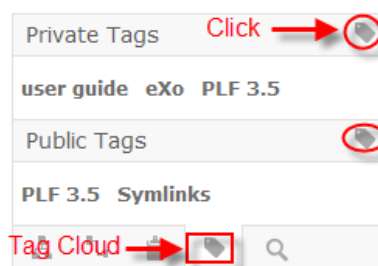 Private Tags Click
user guide eXo PLF 3.5
Public Tags
PLF 3.5 Symlinks
Tag Cloud